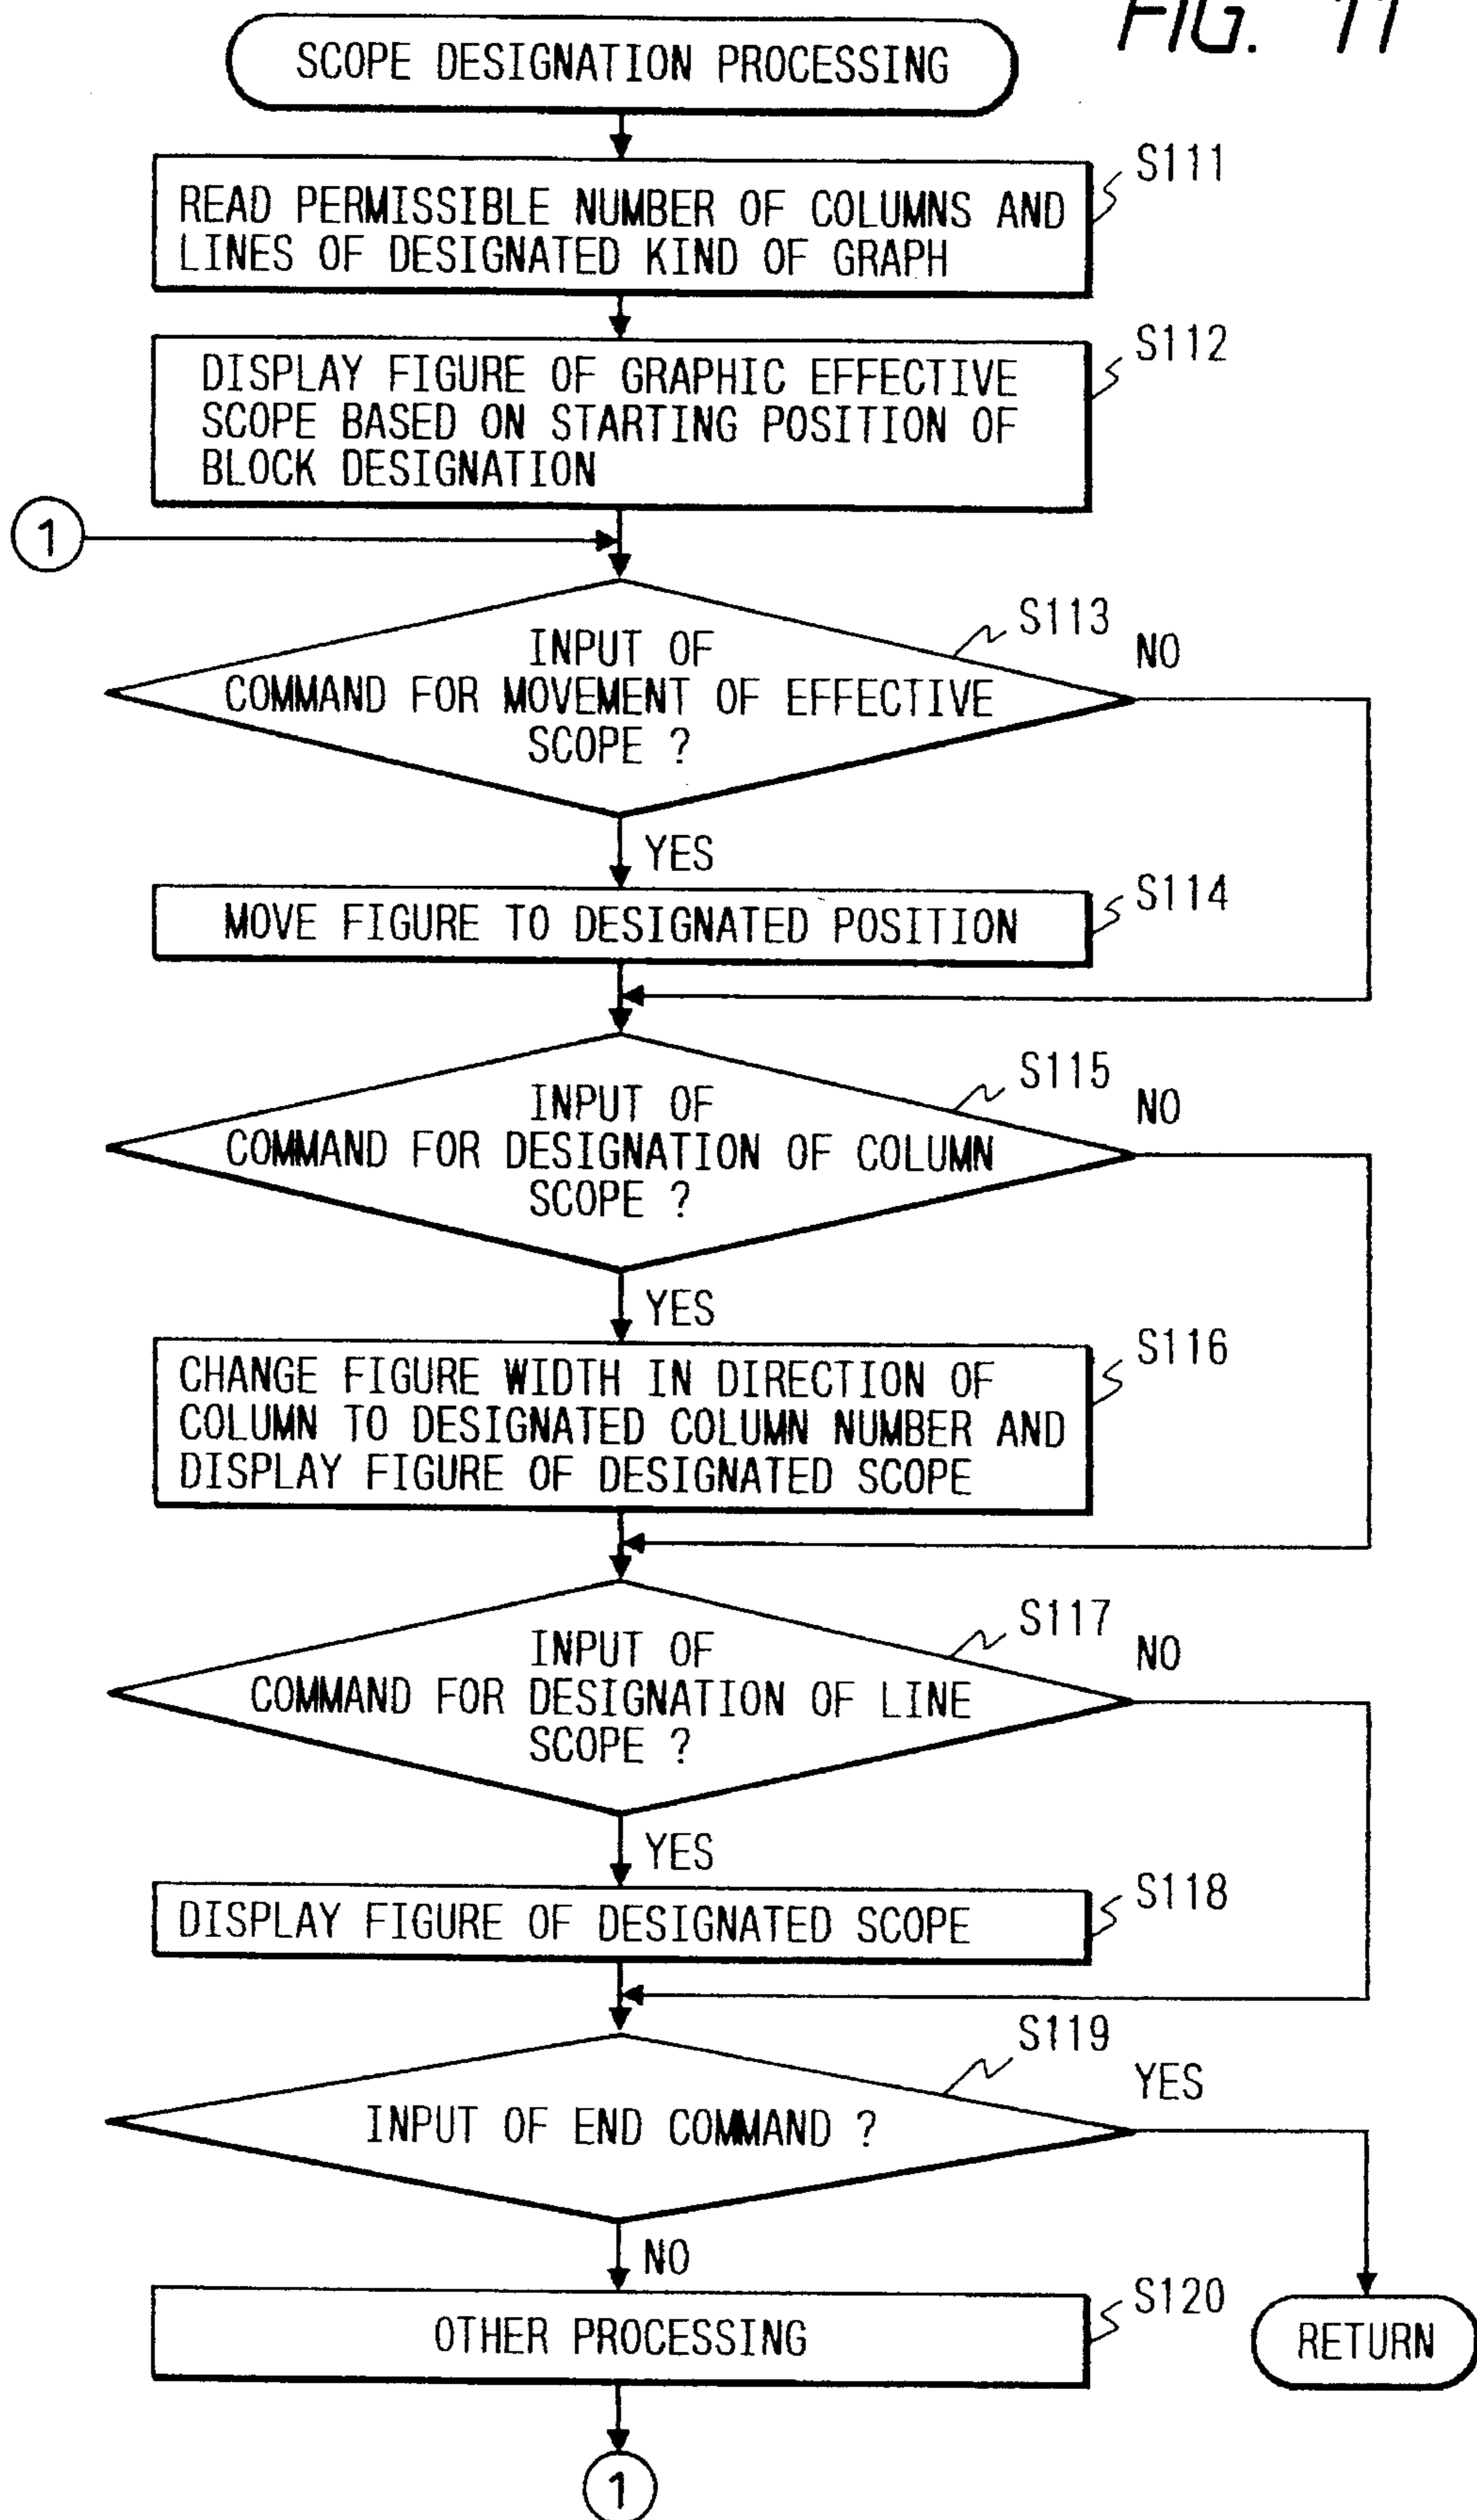 FIG. 11
SCOPE DESIGNATION PROCESSING
S111
READ PERMISSIBLE NUMBER OF COLUMNS AND
LINES OF DESIGNATED KIND OF GRAPH
S112
DISPLAY FIGURE OF GRAPHIC EFFECTIVE
SCOPE BASED ON STARTING POSITION OF
BLOCK DESIGNATION
1
S113
NO
INPUT OF
COMMAND FOR MOVEMENT OF EFFECTIVE
SCOPE ?
YES
S114
MOVE FIGURE TO DESIGNATED POSITION
S115
NO
INPUT OF
COMMAND FOR DESIGNATION OF COLUMN
SCOPE ?
YES
S116
CHANGE FIGURE WIDTH IN DIRECTION OF
COLUMN TO DESIGNATED COLUMN NUMBER AND
DISPLAY FIGURE OF DESIGNATED SCOPE
S117
NO
INPUT OF
COMMAND FOR DESIGNATION OF LINE
SCOPE ?
YES
S118
DISPLAY FIGURE OF DESIGNATED SCOPE
S119
YES
INPUT OF END COMMAND ?
NO
S120
OTHER PROCESSING
RETURN
1